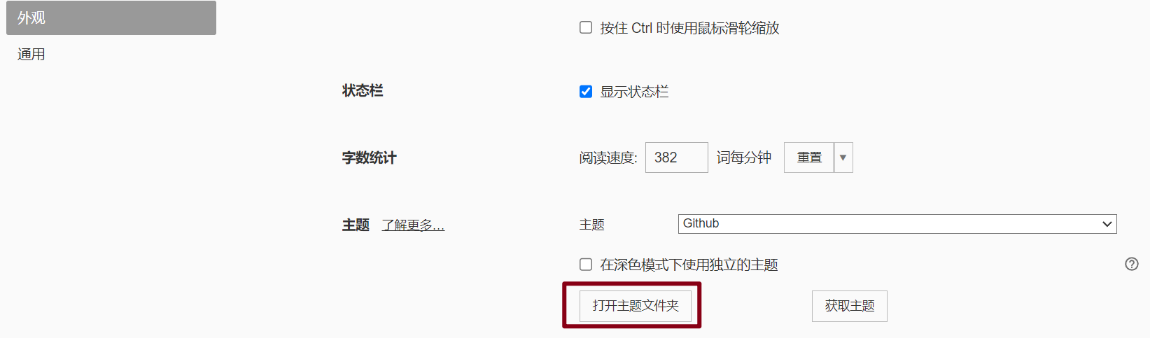 外观
按住 Ctrl 时使用鼠标滑轮缩放
通用
状态栏 显示状态栏
字数统计 阅读速度: 382 词每分钟 重置
主题 了解更多... 主题 Github
在深色模式下使用独立的主题
打开主题文件夹 获取主题